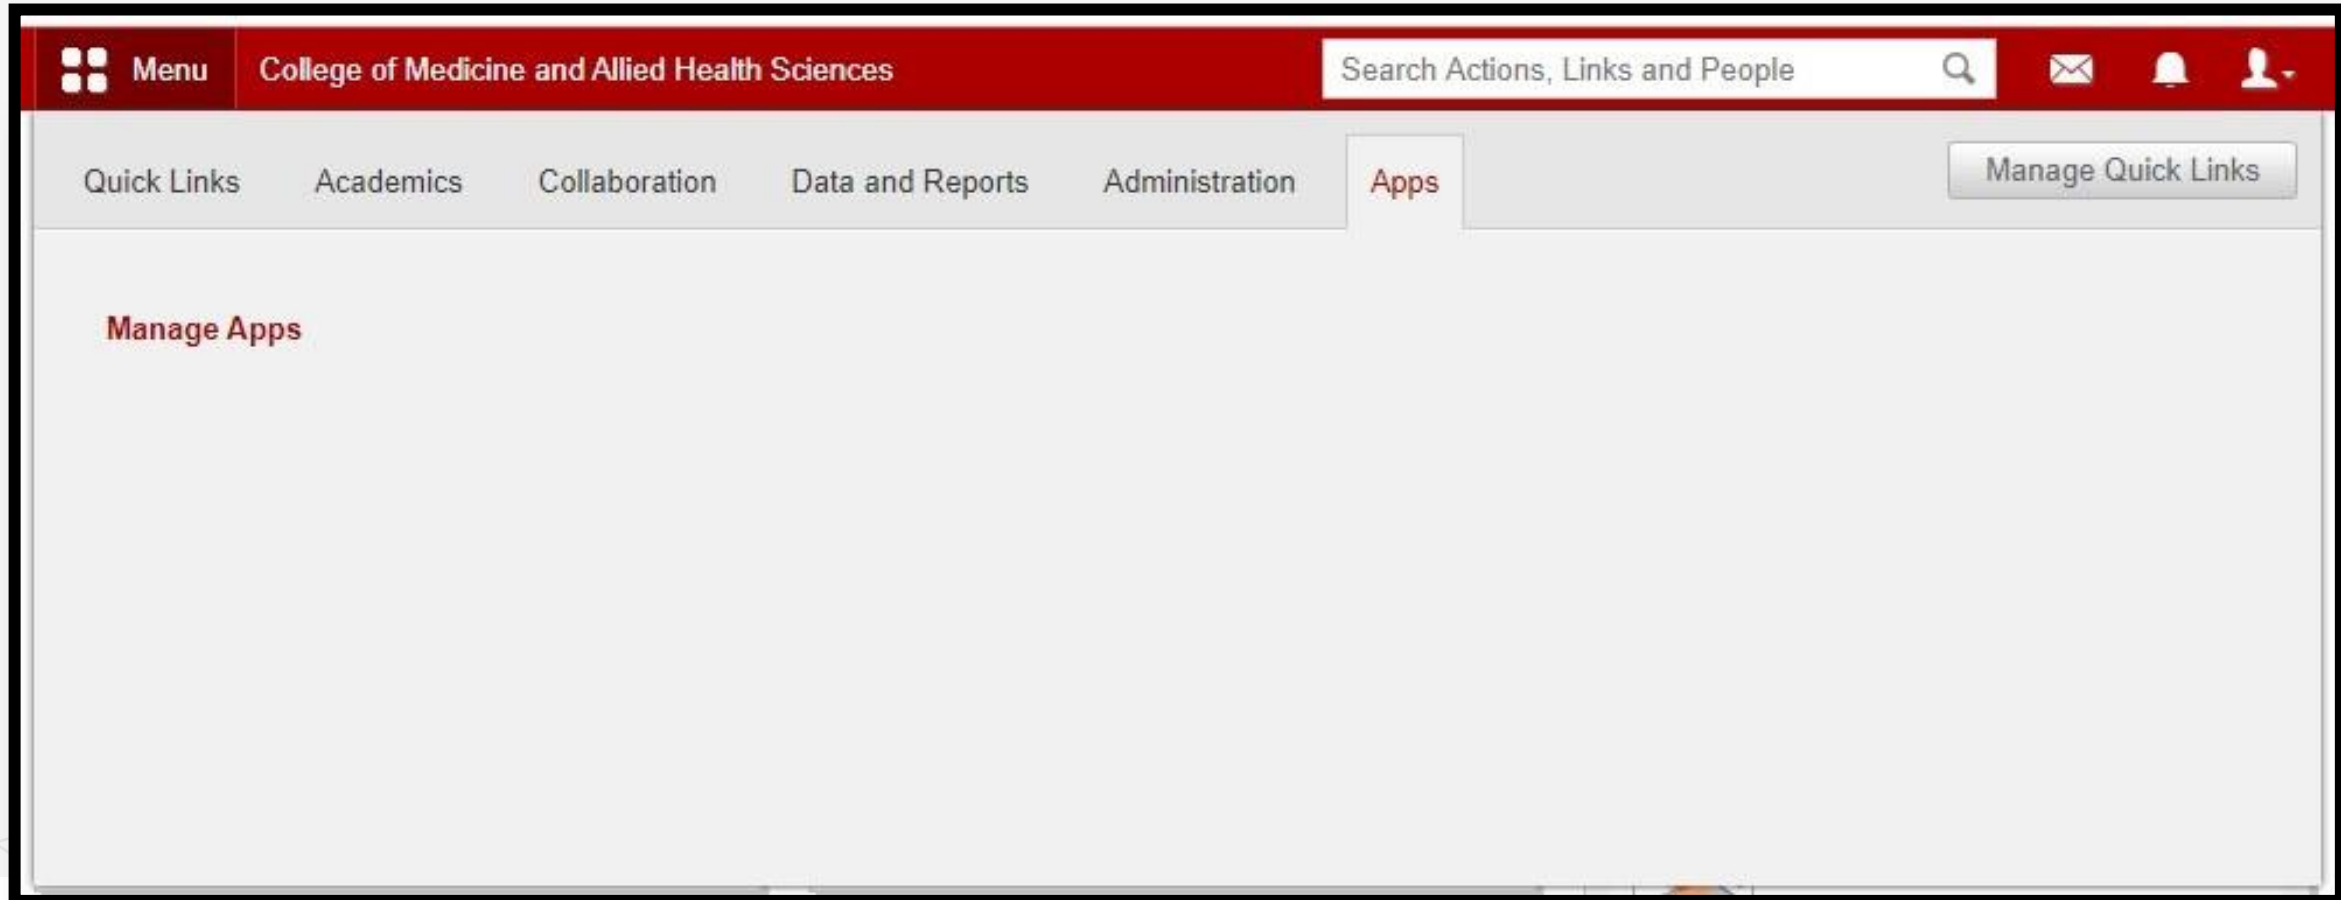 Menu College of Medicine and Allied Health Sciences Search Actions, Links and People
Quick Links Academics Collaboration Data and Reports Administration Apps Manage Quick Links
Manage Apps